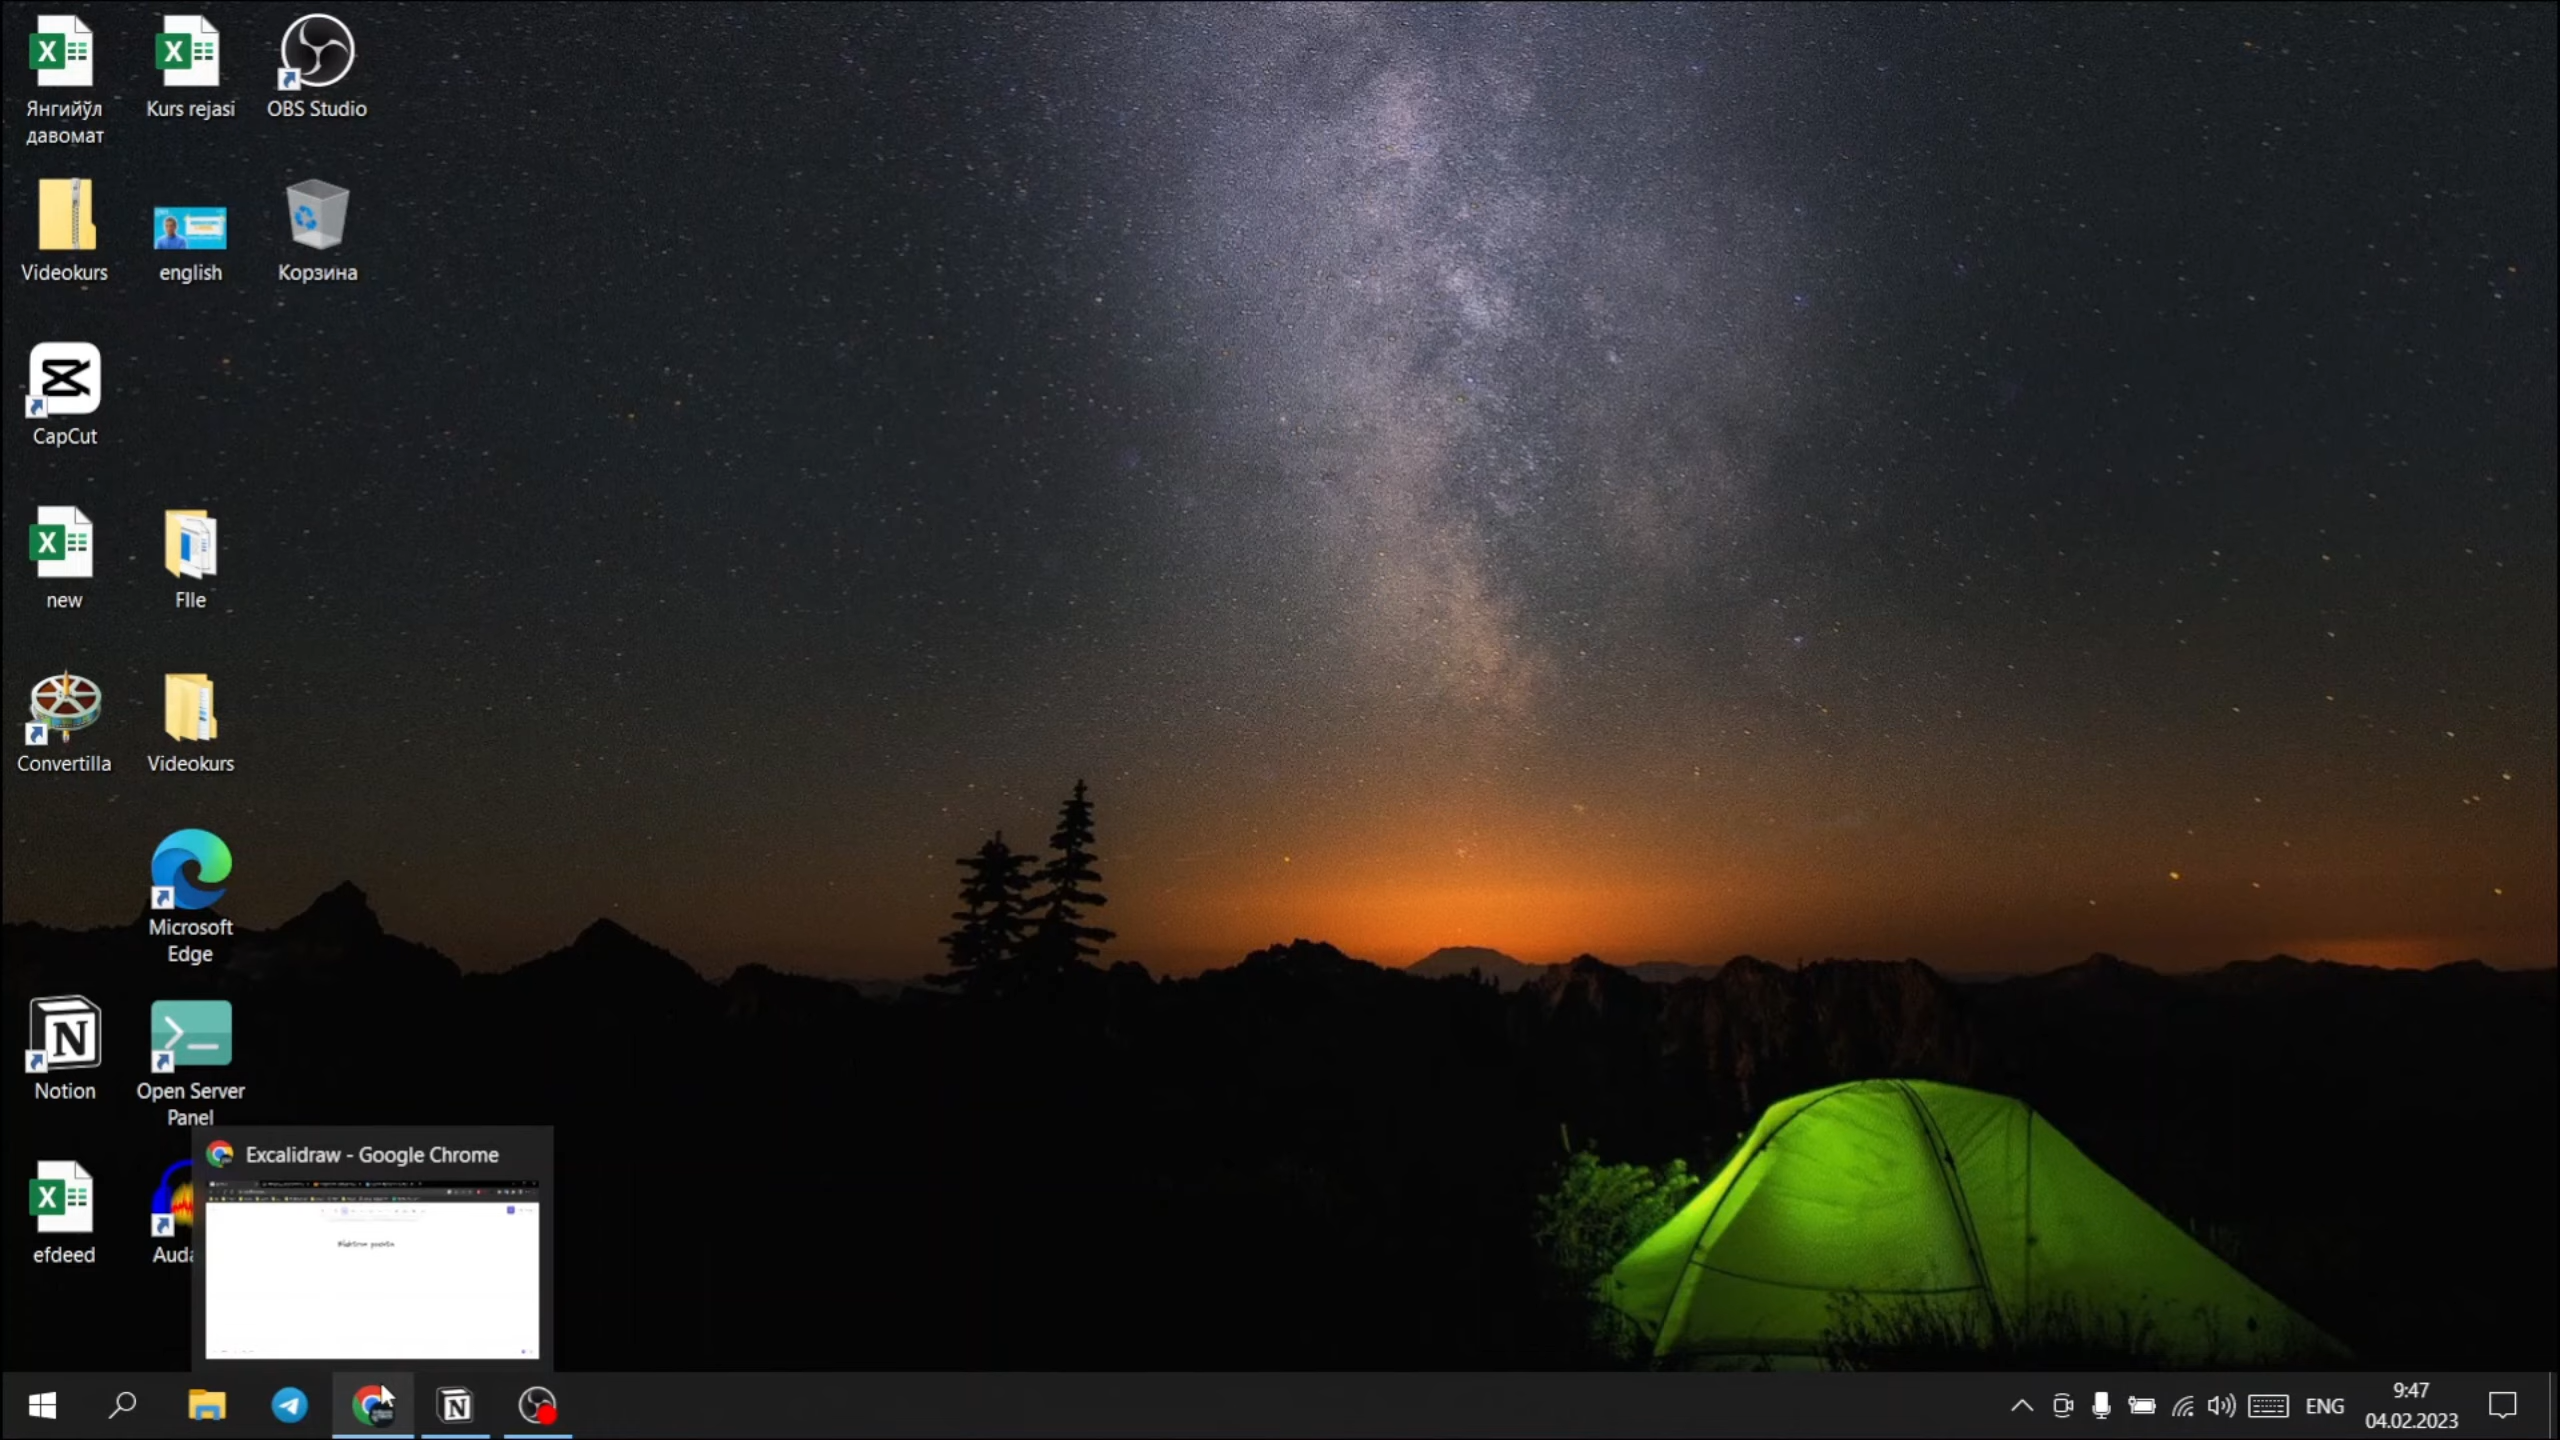 Янгийўл
давомат
Kurs rejasi
OBS Studio
Videokurs
english
Корзина
CapCut
new
FIle
Convertilla
Videokurs
Microsoft
Edge
Notion
Open Server
Panel
efdeed
Auda
Excalidraw - Google Chrome
ENG
9:47
04.02.2023